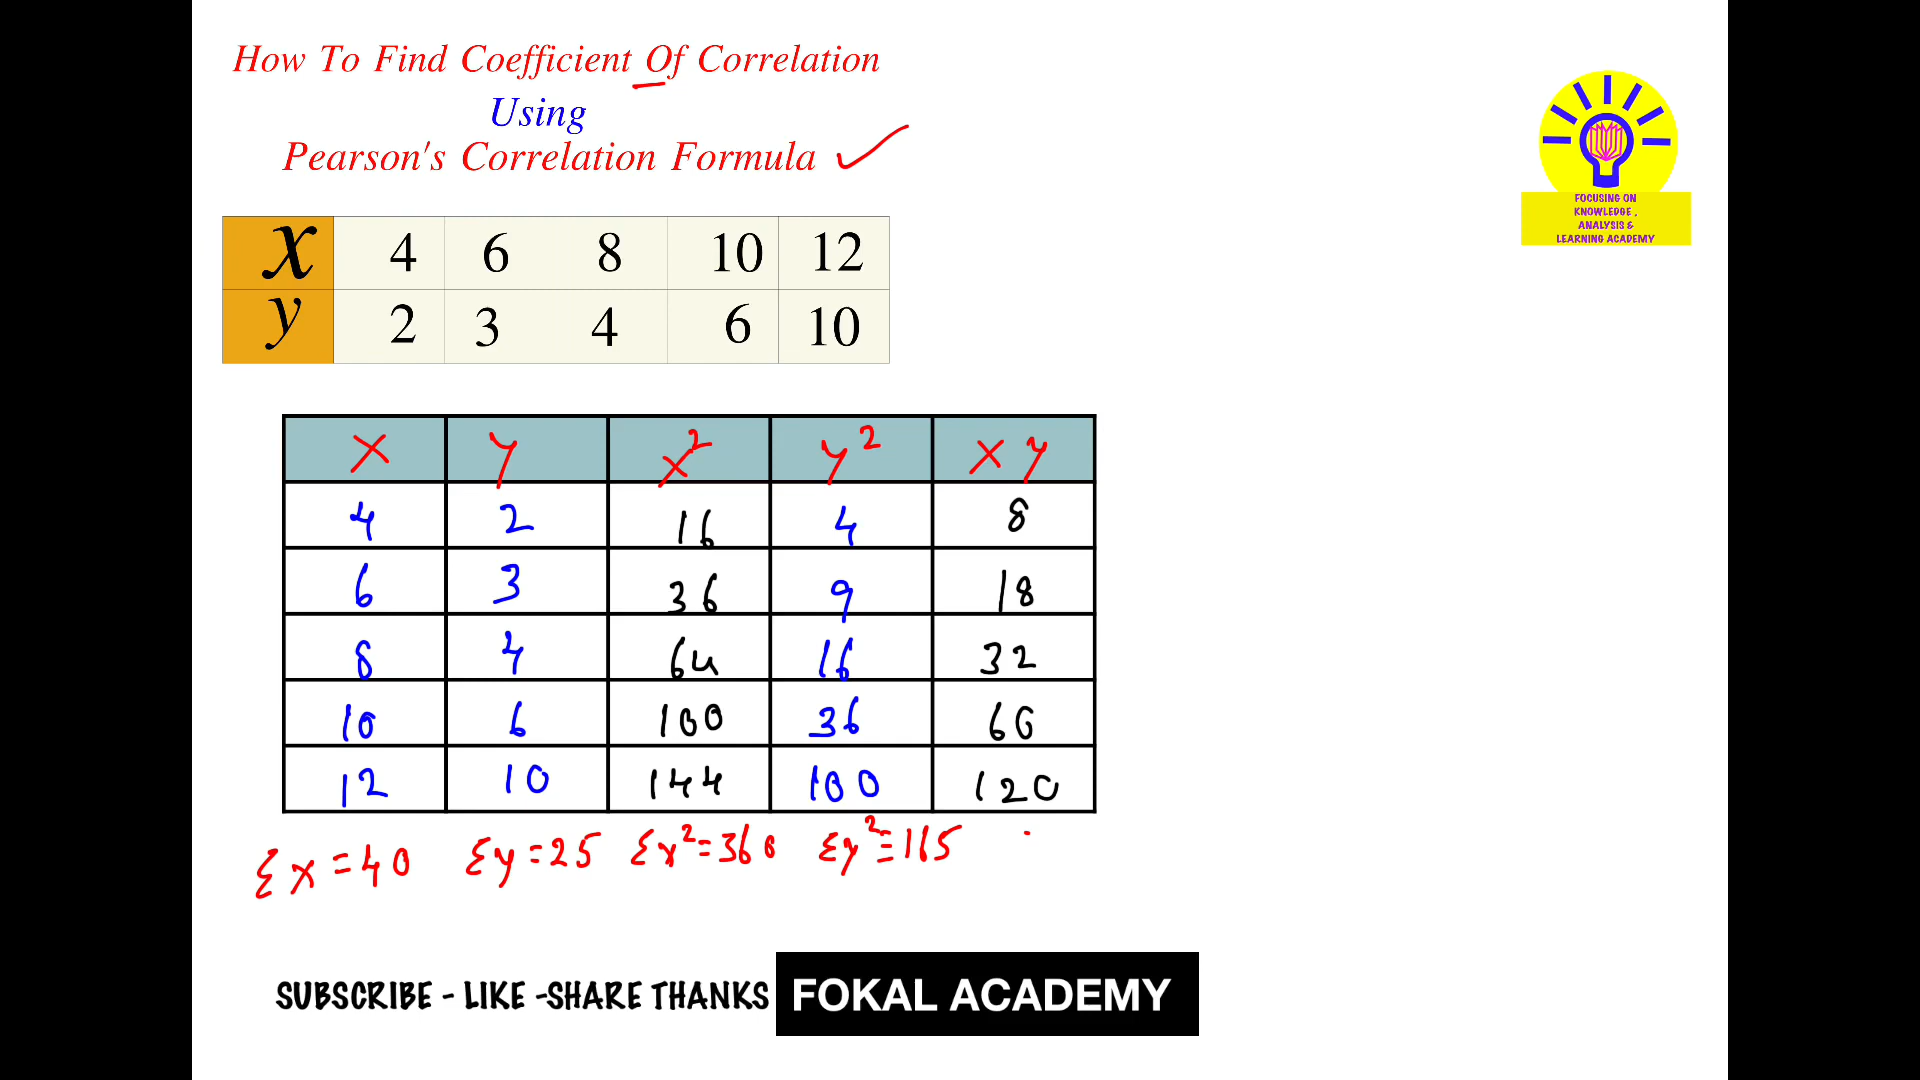 How To Find Coefficient Of Correlation
Using
Pearson's Correlation Formula
FOCUSING ON
KNOWLEDGE ,
ANALYSIS &
LEARNING ACADEMY
x 4 6 8 10 12
y 2 3 4 6 10
x y x² y² xy
4 2 16 4 8
6 3 36 9 18
8 4 64 16 32
10 6 100 36 60
12 10 144 100 120
Σx = 40 Σy = 25 Σx² = 360 Σy² = 165
SUBSCRIBE - LIKE -SHARE THANKS FOKAL ACADEMY